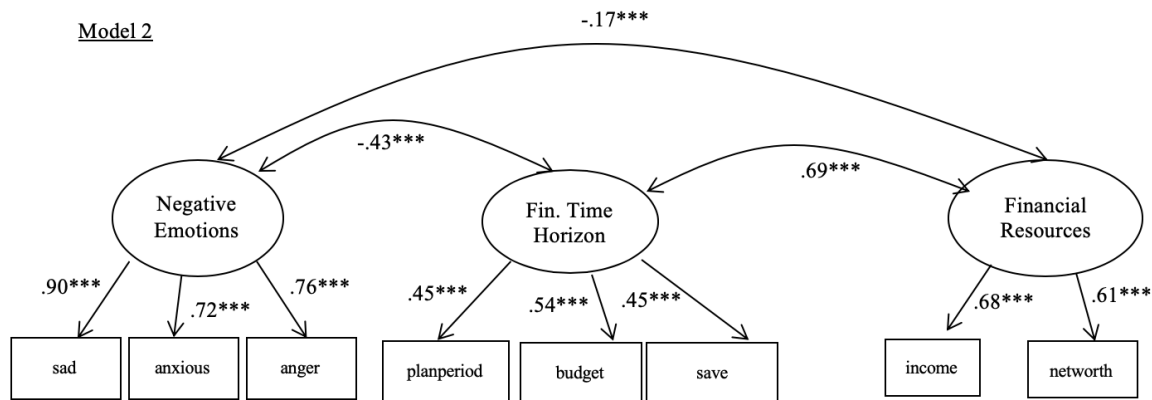 Model 2
-.17***
-.43***
.69***
Negative
Emotions
Fin. Time
Horizon
Financial
Resources
.90***
.72***
.76***
.45***
.54***
.45***
.68***
.61***
sad
anxious
anger
planperiod
budget
save
income
networth